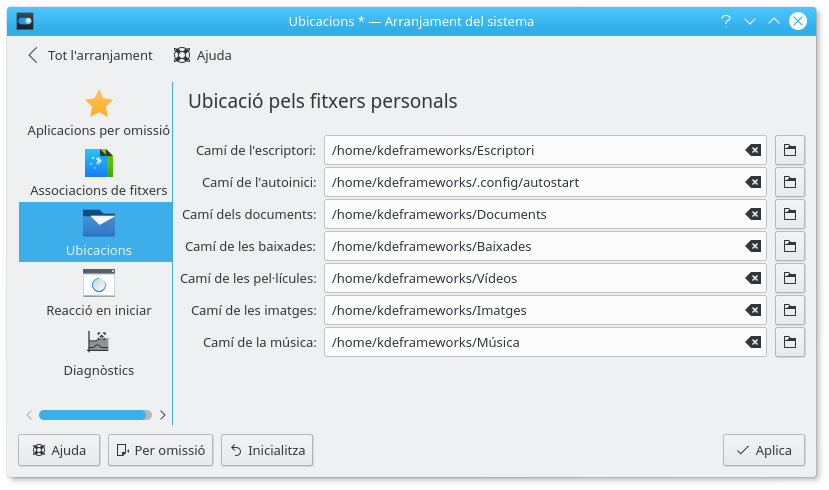 Ubicacions * — Arranjament del sistema
Tot l'arranjament
Ajuda
Aplicacions per omissió
Associacions de fitxers
Ubicacions
Reacció en iniciar
Diagnòstics
Ubicació pels fitxers personals
Camí de l'escriptori: /home/kdeframeworks/Escriptori
Camí de l'autoinici: /home/kdeframeworks/.config/autostart
Camí dels documents: /home/kdeframeworks/Documents
Camí de les baixades: /home/kdeframeworks/Baixades
Camí de les pel·lícules: /home/kdeframeworks/Vídeos
Camí de les imatges: /home/kdeframeworks/Imatges
Camí de la música: /home/kdeframeworks/Música
Ajuda
Per omissió
Inicialitza
Aplica